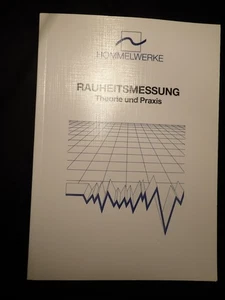 HOMMELWERKE
RAUHEITSMESSUNG
Theorie und Praxis